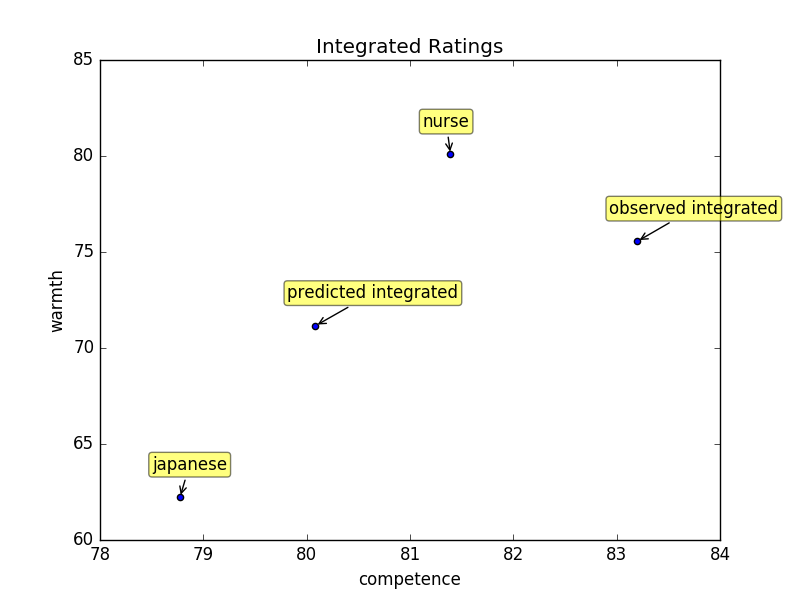 Integrated Ratings
85
nurse
80
observed integrated
75
predicted integrated
warmth
70
65
japanese
60
78 79 80 81 82 83 84
competence